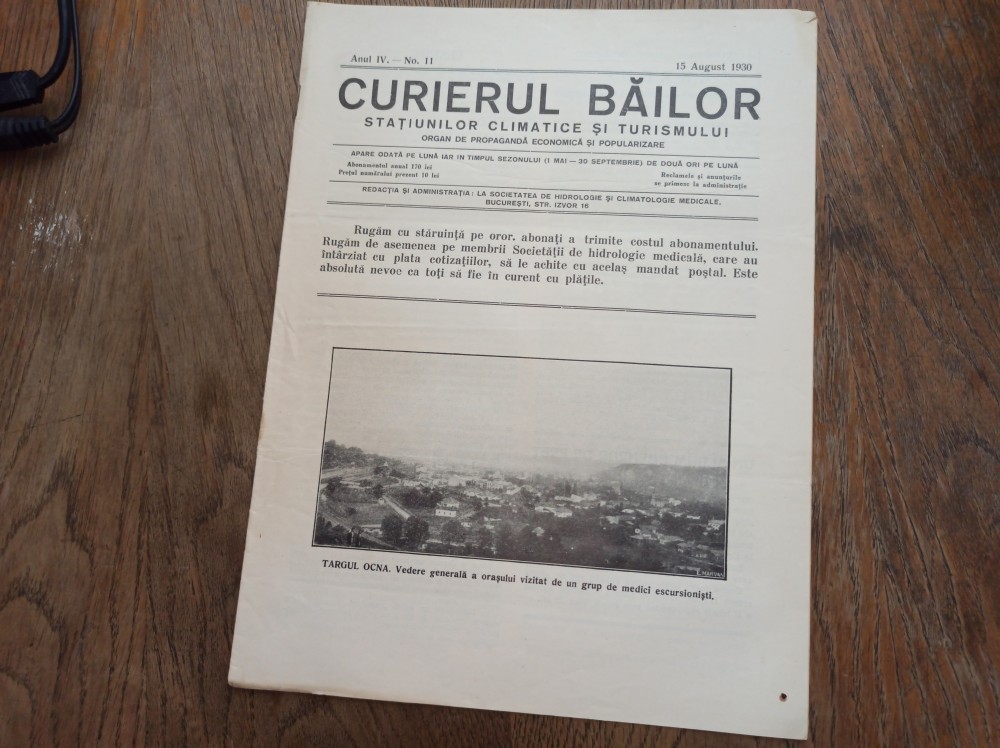 Anul IV. — No. 11
15 August 1930
CURIERUL BĂILOR
STAȚIUNILOR CLIMATICE ȘI TURISMULUI
ORGAN DE PROPAGANDĂ ECONOMICĂ ȘI POPULARIZARE
APARE ODATĂ PE LUNĂ IAR IN TIMPUL SEZONULUI (1 MAI — 30 SEPTEMBRIE) DE DOUĂ ORI PE LUNĂ
Abonamentul anual 170 lei
Prețul numărului prezent 10 lei
Reclamele și anunțurile
se primesc la administrație
REDACȚIA ȘI ADMINISTRAȚIA: LA SOCIETATEA DE HIDROLOGIE ȘI CLIMATOLOGIE MEDICALE,
BUCUREȘTI, STR. IZVOR 16
Rugăm cu stăruință pe oror. abonați a trimite costul abonamentului.
Rugăm de asemenea pe membrii Societății de hidrologie medicală, care au
întârziat cu plata cotizațiilor, să le achite cu acelaș mandat poștal. Este
absolută nevoe ca toți să fie în curent cu plățile.
TARGUL OCNA. Vedere generală a orașului vizitat de un grup de medici escursioniști.